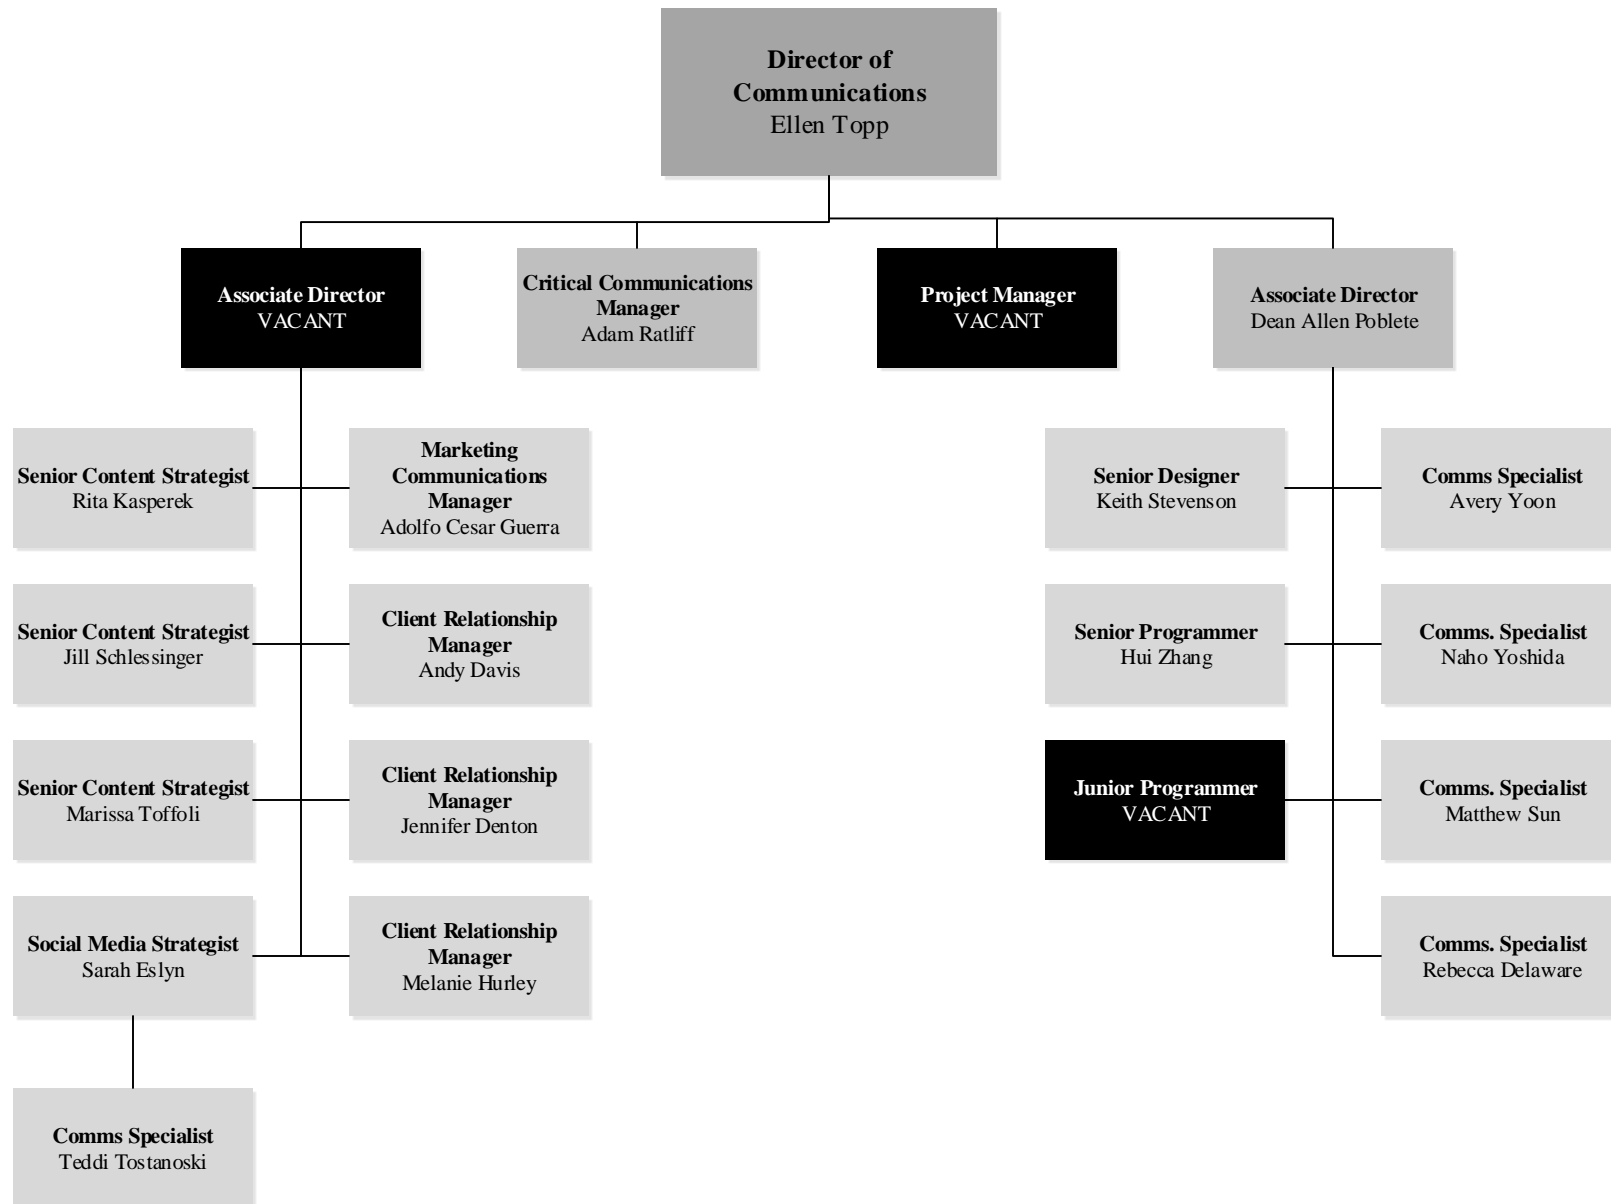 Director of
Communications
Ellen Topp
Associate Director
VACANT
Critical Communications
Manager
Adam Ratliff
Project Manager
VACANT
Associate Director
Dean Allen Poblete
Senior Content Strategist
Rita Kasperek
Marketing
Communications
Manager
Adolfo Cesar Guerra
Senior Designer
Keith Stevenson
Comms Specialist
Avery Yoon
Senior Content Strategist
Jill Schlessinger
Client Relationship
Manager
Andy Davis
Senior Programmer
Hui Zhang
Comms. Specialist
Naho Yoshida
Senior Content Strategist
Marissa Toffoli
Client Relationship
Manager
Jennifer Denton
Junior Programmer
VACANT
Comms. Specialist
Matthew Sun
Social Media Strategist
Sarah Eslyn
Client Relationship
Manager
Melanie Hurley
Comms. Specialist
Rebecca Delaware
Comms Specialist
Teddi Tostanoski